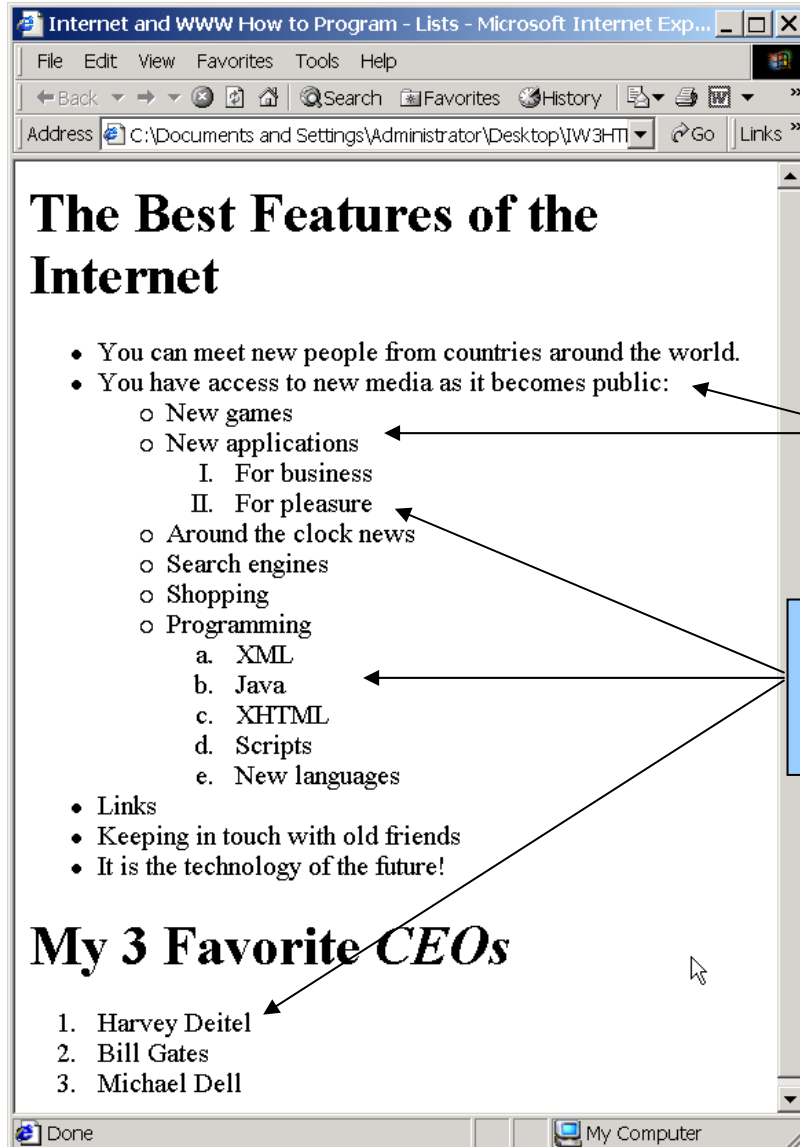 Internet and WWW How to Program - Lists - Microsoft Internet Exp...
File Edit View Favorites Tools Help
Back Search Favorites History »
Address C:\Documents and Settings\Administrator\Desktop\IW3HT Go Links »
The Best Features of the
Internet
• You can meet new people from countries around the world.
• You have access to new media as it becomes public:
o New games
o New applications
I. For business
II. For pleasure
o Around the clock news
o Search engines
o Shopping
o Programming
a. XML
b. Java
c. XHTML
d. Scripts
e. New languages
• Links
• Keeping in touch with old friends
• It is the technology of the future!
My 3 Favorite CEOs
1. Harvey Deitel
2. Bill Gates
3. Michael Dell
Done My Computer